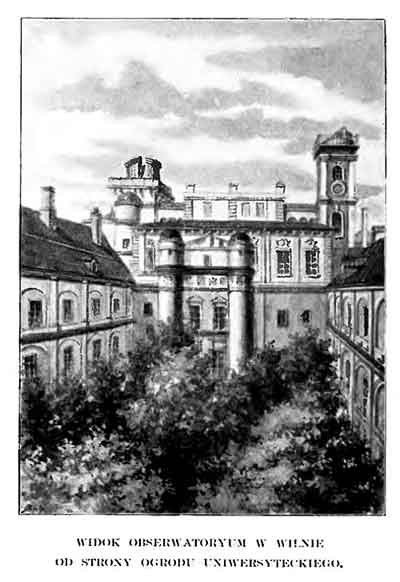 WIDOK OBSERWATORYUM W WILNIE
OD STRONY OGRODU UNIWERSYTECKIEGO.